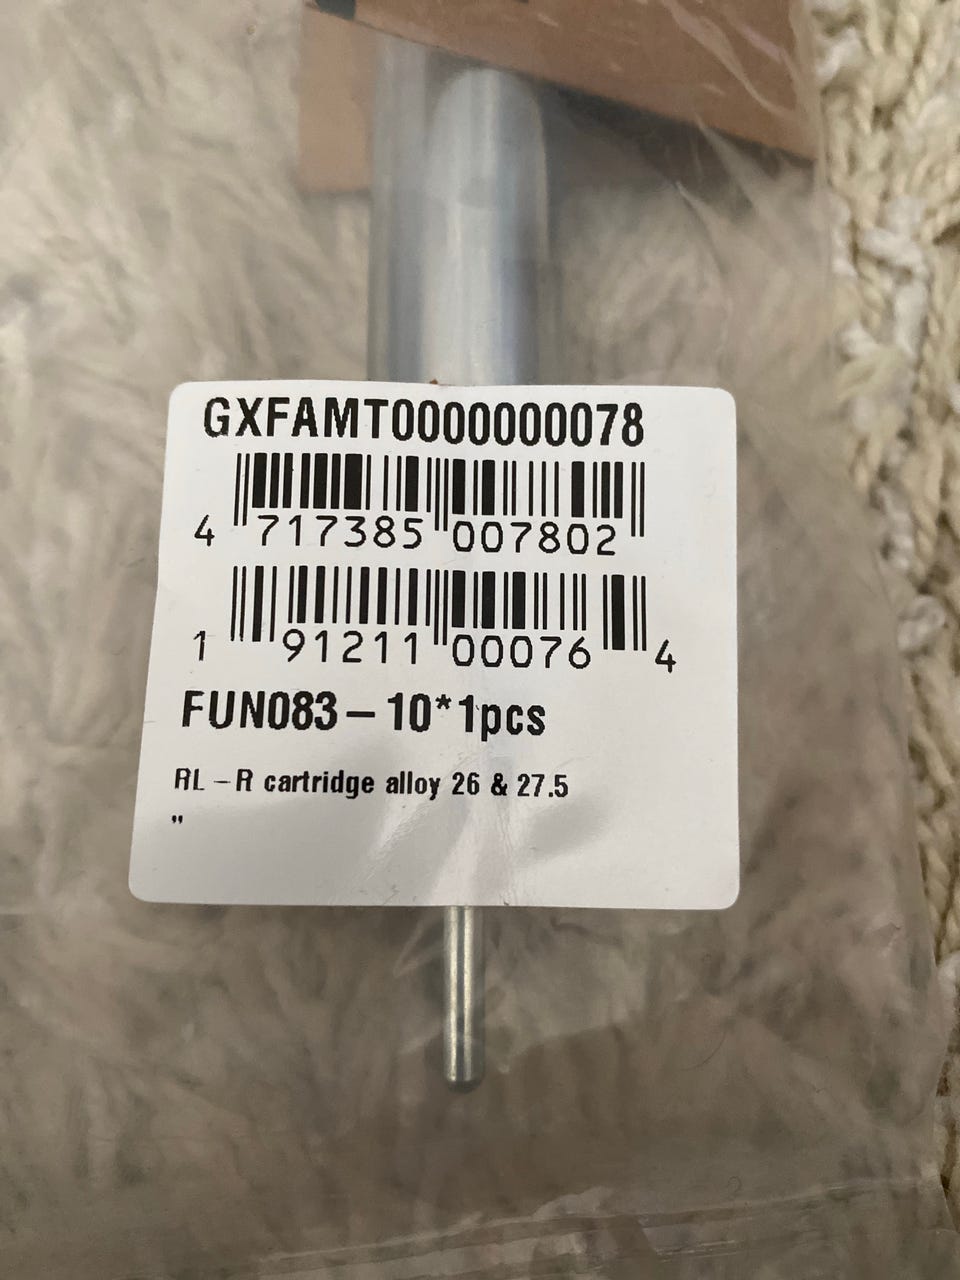 GXFAMT0000000078
4 717385 007802
1 91211 00076 4
FUN083 – 10*1pcs
RL – R cartridge alloy 26 & 27.5
"